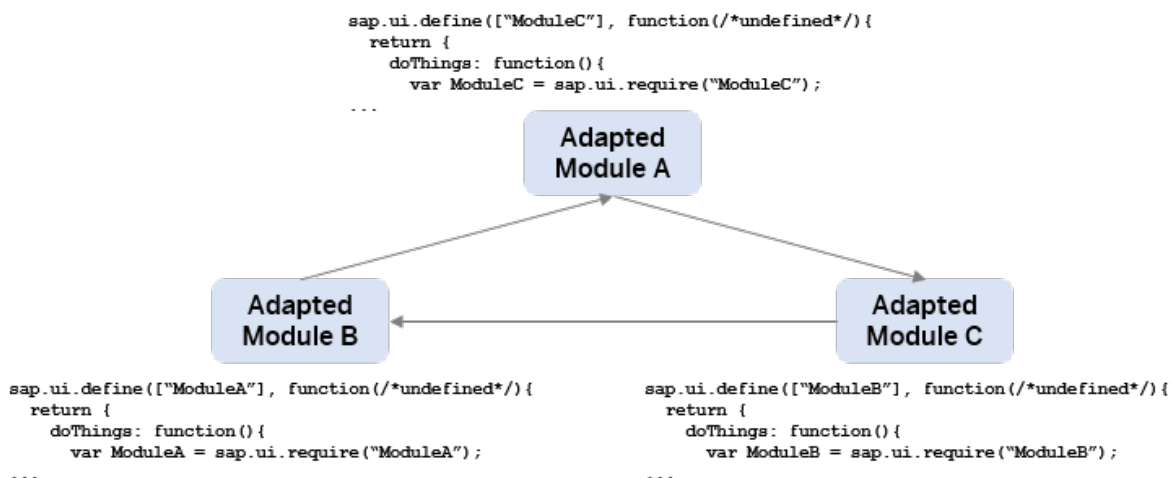 sap.ui.define([“ModuleC”], function(/*undefined*/){
  return {
    doThings: function(){
      var ModuleC = sap.ui.require(“ModuleC”);
...
Adapted
Module A
Adapted
Module B
Adapted
Module C
sap.ui.define([“ModuleA”], function(/*undefined*/){
  return {
    doThings: function(){
      var ModuleA = sap.ui.require(“ModuleA”);
...
sap.ui.define([“ModuleB”], function(/*undefined*/){
  return {
    doThings: function(){
      var ModuleB = sap.ui.require(“ModuleB”);
...